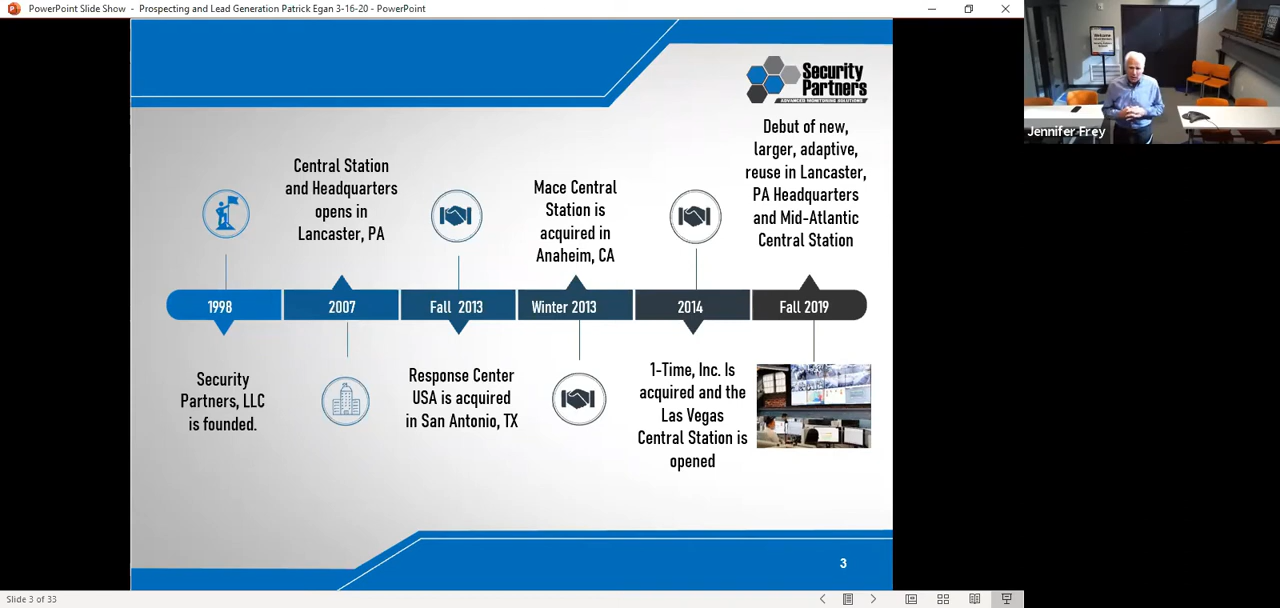 PowerPoint Slide Show - Prospecting and Lead Generation Patrick Egan 3-16-20 - PowerPoint
Security
Partners
ADVANCED MONITORING SOLUTIONS
Central Station
and Headquarters
opens in
Lancaster, PA
Mace Central
Station is
acquired in
Anaheim, CA
Debut of new,
larger, adaptive,
reuse in Lancaster,
PA Headquarters
and Mid-Atlantic
Central Station
1998
2007
Fall 2013
Winter 2013
2014
Fall 2019
Security
Partners, LLC
is founded.
Response Center
USA is acquired
in San Antonio, TX
1-Time, Inc. Is
acquired and the
Las Vegas
Central Station is
opened
3
Slide 3 of 33
Welcome
Jennifer Frey